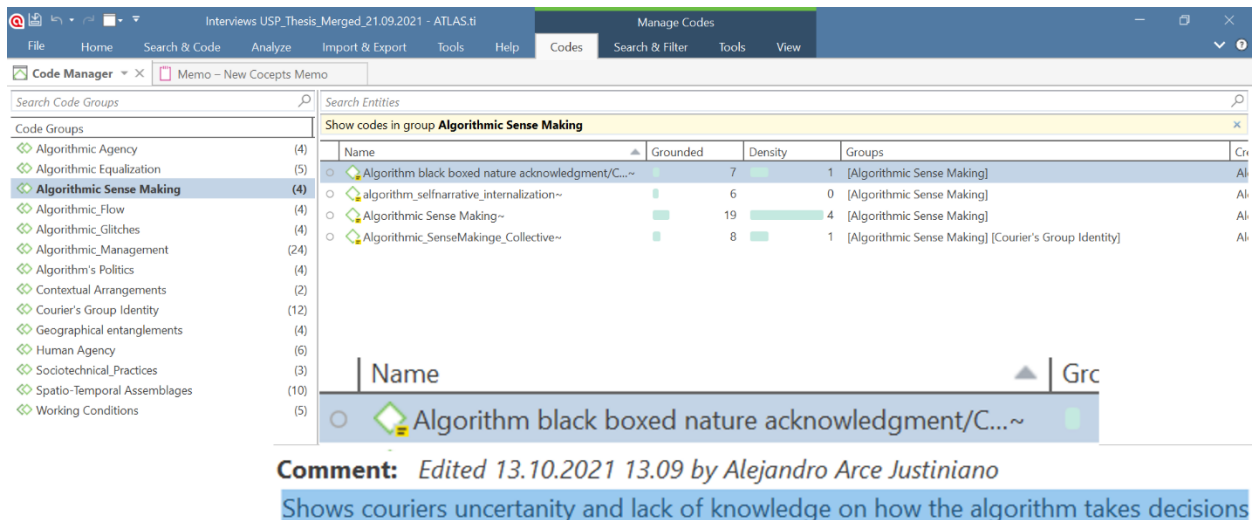 Interviews USP_Thesis_Merged_21.09.2021 - ATLAS.ti Manage Codes
File Home Search & Code Analyze Import & Export Tools Help Codes Search & Filter Tools View
Code Manager Memo – New Cocepts Memo
Search Code Groups
Search Entities
Code Groups
Show codes in group Algorithmic Sense Making
Algorithmic Agency (4)
Algorithmic Equalization (5)
Algorithmic Sense Making (4)
Algorithmic_Flow (4)
Algorithmic_Glitches (4)
Algorithmic_Management (24)
Algorithm's Politics (4)
Contextual Arrangements (2)
Courier's Group Identity (12)
Geographical entanglements (4)
Human Agency (6)
Sociotechnical_Practices (3)
Spatio-Temporal Assemblages (10)
Working Conditions (5)
Name Grounded Density Groups Cr
Algorithm black boxed nature acknowledgment/C...~ 7 1 [Algorithmic Sense Making] Al
algorithm_selfnarrative_internalization~ 6 0 [Algorithmic Sense Making] Al
Algorithmic Sense Making~ 19 4 [Algorithmic Sense Making] Al
Algorithmic_SenseMakinge_Collective~ 8 1 [Algorithmic Sense Making] [Courier's Group Identity] Al
Name Grc
Algorithm black boxed nature acknowledgment/C...~
Comment: Edited 13.10.2021 13.09 by Alejandro Arce Justiniano
Shows couriers uncertanity and lack of knowledge on how the algorithm takes decisions